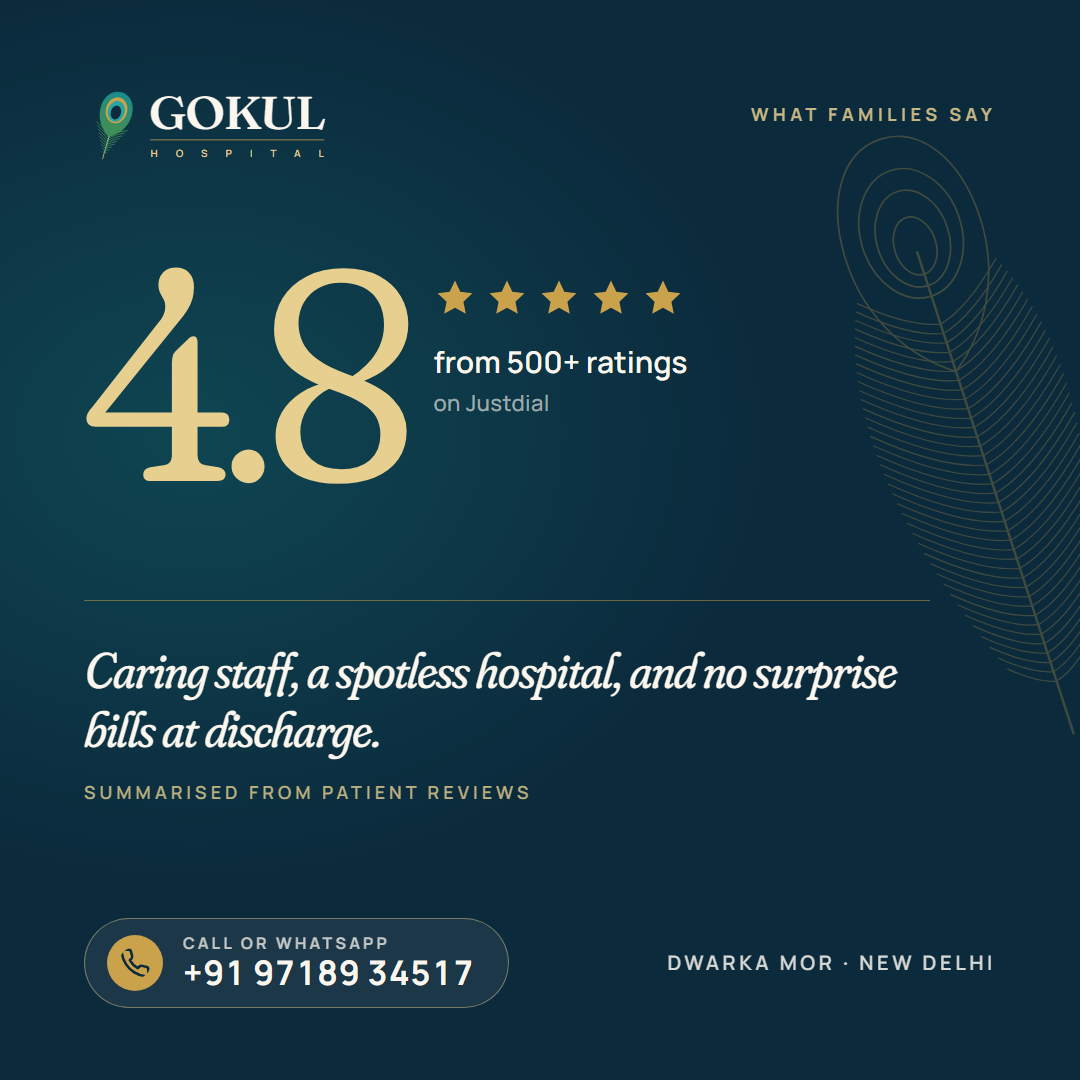 GOKUL
HOSPITAL
WHAT FAMILIES SAY
4.8
from 500+ ratings
on Justdial
Caring staff, a spotless hospital, and no surprise
bills at discharge.
SUMMARISED FROM PATIENT REVIEWS
CALL OR WHATSAPP
+91 97189 34517
DWARKA MOR · NEW DELHI